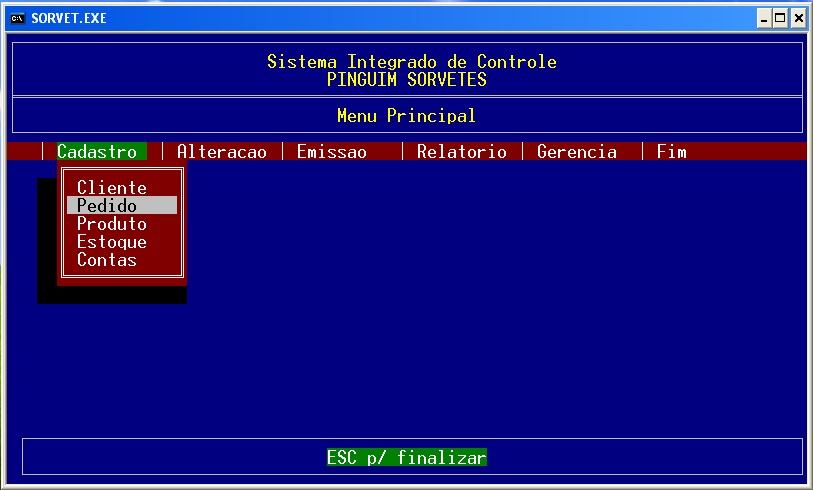 SORVET.EXE
Sistema Integrado de Controle
PINGUIM SORVETES
Menu Principal
Cadastro | Alteracao | Emissao | Relatorio | Gerencia | Fim
Cliente
Pedido
Produto
Estoque
Contas
ESC p/ finalizar